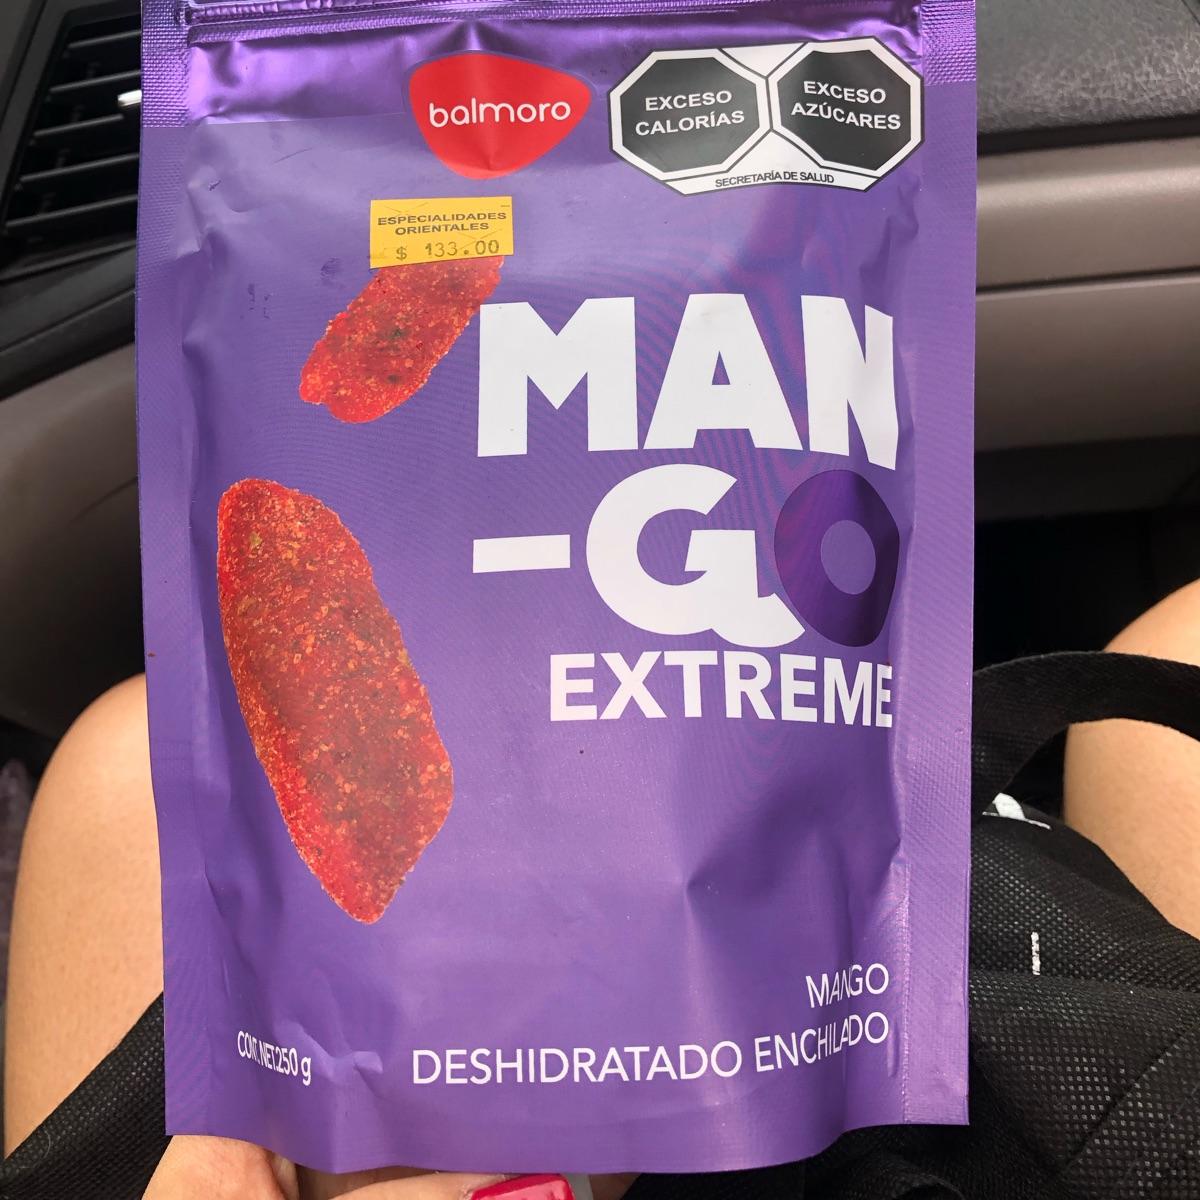 balmoro
EXCESO
CALORÍAS
EXCESO
AZÚCARES
SECRETARÍA DE SALUD
ESPECIALIDADES
ORIENTALES
$ 133.00
MAN
-GO
EXTREME
MANGO
DESHIDRATADO ENCHILADO
CONT. NET. 250 g